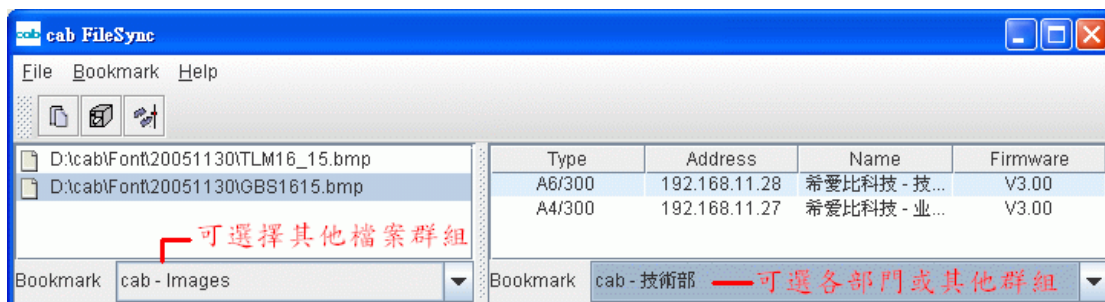 cab cab FileSync
File Bookmark Help
D:\cab\Font\20051130\TLM16_15.bmp
D:\cab\Font\20051130\GBS1615.bmp
可選擇其他檔案群組
Bookmark cab - Images
Type Address Name Firmware
A6/300 192.168.11.28 希爱比科技 - 技... V3.00
A4/300 192.168.11.27 希爱比科技 - 业... V3.00
Bookmark cab - 技術部 可選各部門或其他群組